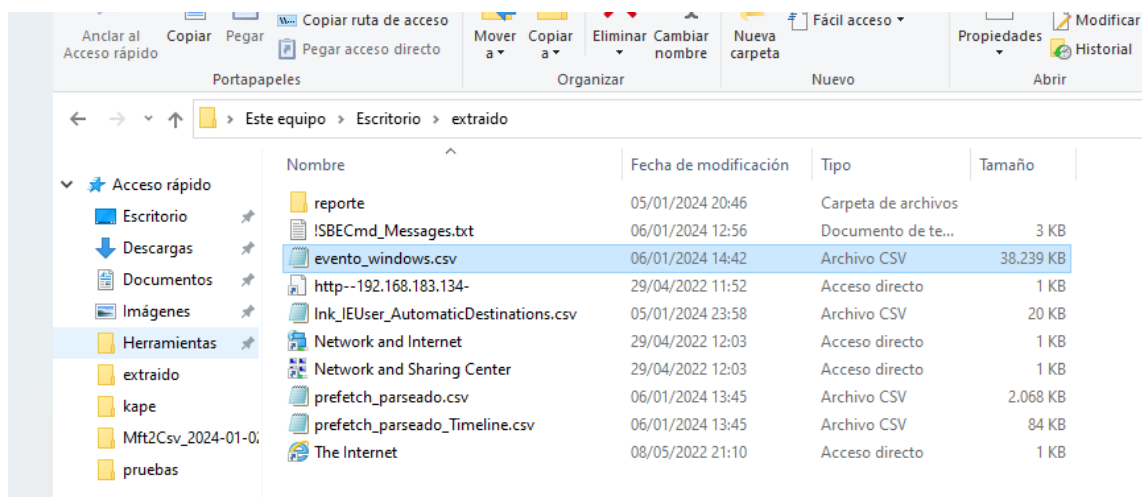 Copiar ruta de acceso
Fácil acceso
Modificar
Anclar al Acceso rápido
Copiar
Pegar
Pegar acceso directo
Mover a
Copiar a
Eliminar
Cambiar nombre
Nueva carpeta
Propiedades
Historial
Portapapeles
Organizar
Nuevo
Abrir
Este equipo > Escritorio > extraido
Nombre Fecha de modificación Tipo Tamaño
Acceso rápido
Escritorio
Descargas
Documentos
Imágenes
Herramientas
extraido
kape
Mft2Csv_2024-01-02
pruebas
reporte 05/01/2024 20:46 Carpeta de archivos
!SBECmd_Messages.txt 06/01/2024 12:56 Documento de te... 3 KB
evento_windows.csv 06/01/2024 14:42 Archivo CSV 38.239 KB
http--192.168.183.134- 29/04/2022 11:52 Acceso directo 1 KB
lnk_IEUser_AutomaticDestinations.csv 05/01/2024 23:58 Archivo CSV 20 KB
Network and Internet 29/04/2022 12:03 Acceso directo 1 KB
Network and Sharing Center 29/04/2022 12:03 Acceso directo 1 KB
prefetch_parseado.csv 06/01/2024 13:45 Archivo CSV 2.068 KB
prefetch_parseado_Timeline.csv 06/01/2024 13:45 Archivo CSV 84 KB
The Internet 08/05/2022 21:10 Acceso directo 1 KB